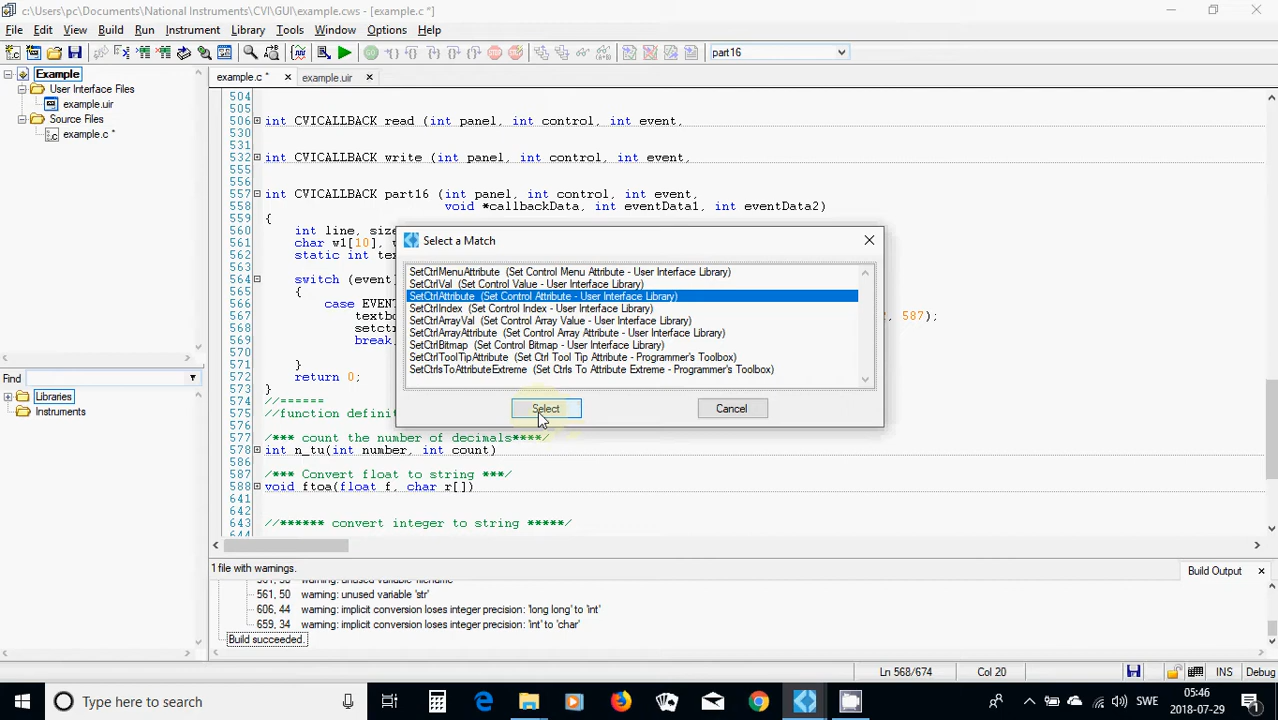 c:\Users\pc\Documents\National Instruments\CVI\GUI\example.cws - [example.c *]
File Edit View Build Run Instrument Library Tools Window Options Help
part16
Example
User Interface Files
example.uir
Source Files
example.c *
example.c * example.uir
504
505
506 int CVICALLBACK read (int panel, int control, int event,
530
532 int CVICALLBACK write (int panel, int control, int event,
555
557 int CVICALLBACK part16 (int panel, int control, int event,
558 void *callbackData, int eventData1, int eventData2)
559 {
560 int line, size
561 char w1[10],
562 static int
563
564 switch (event
565 {
566 case EVEN
567 textbo , 587);
568 setctr
569 break
570
571 }
572 return 0;
573 }
574 //======
575 //function defini
576
577 /*** count the number of decimals****/
578 int n_tu(int number, int count)
586
587 /*** Convert float to string ***/
588 void ftoa(float f, char r[])
641
642
643 //****** convert integer to string *****/
644
Select a Match
SetCtrlMenuAttribute (Set Control Menu Attribute - User Interface Library)
SetCtrlVal (Set Control Value - User Interface Library)
SetCtrlAttribute (Set Control Attribute - User Interface Library)
SetCtrlIndex (Set Control Index - User Interface Library)
SetCtrlArrayVal (Set Control Array Value - User Interface Library)
SetCtrlArrayAttribute (Set Control Array Attribute - User Interface Library)
SetCtrlBitmap (Set Control Bitmap - User Interface Library)
SetCtrlToolTipAttribute (Set Ctrl Tool Tip Attribute - Programmer's Toolbox)
SetCtrlsToAttributeExtreme (Set Ctrls To Attribute Extreme - Programmer's Toolbox)
Select Cancel
Find
Libraries
Instruments
1 file with warnings. Build Output
561, 50 warning: unused variable 'str'
606, 44 warning: implicit conversion loses integer precision: 'long long' to 'int'
659, 34 warning: implicit conversion loses integer precision: 'int' to 'char'
Build succeeded.
Ln 568/674 Col 20 INS Debug
Type here to search
SWE
05:46
2018-07-29